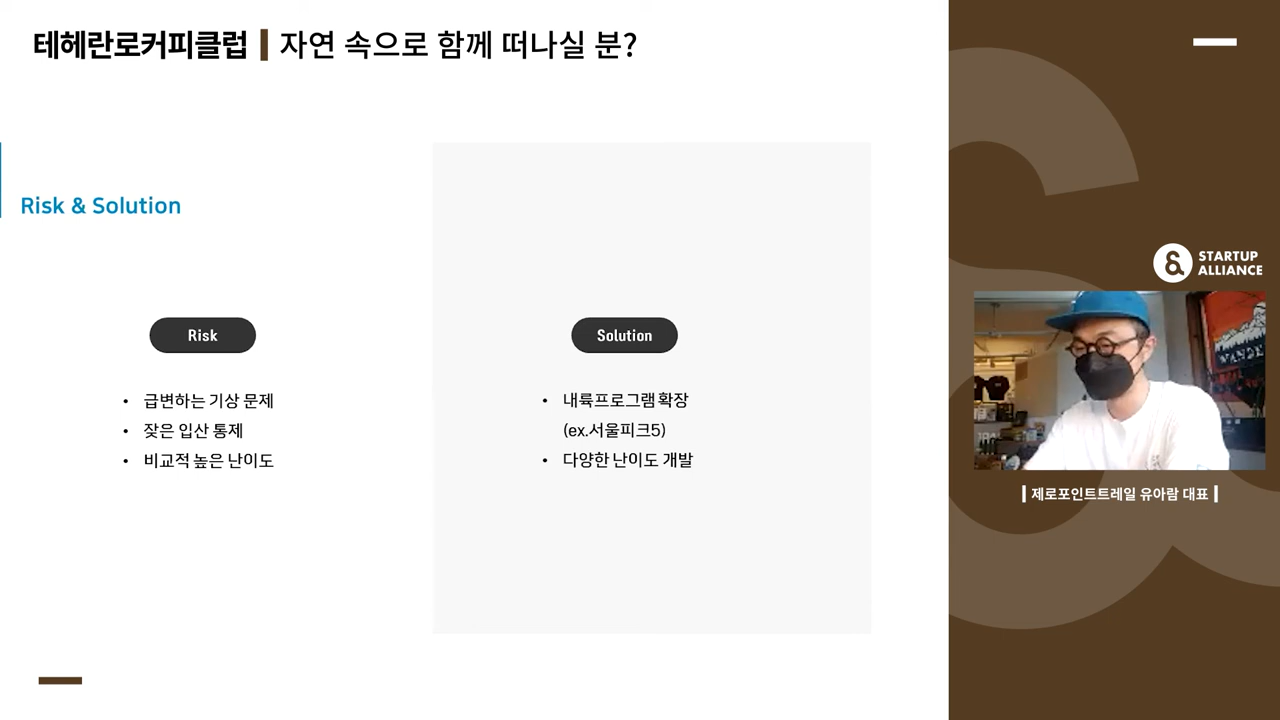 테헤란로커피클럽 자연 속으로 함께 떠나실 분?
Risk & Solution
Risk
• 급변하는 기상 문제
• 잦은 입산 통제
• 비교적 높은 난이도
Solution
• 내륙프로그램 확장
(ex.서울피크5)
• 다양한 난이도 개발
STARTUP
ALLIANCE
WANDE
제로포인트트레일 유아람 대표